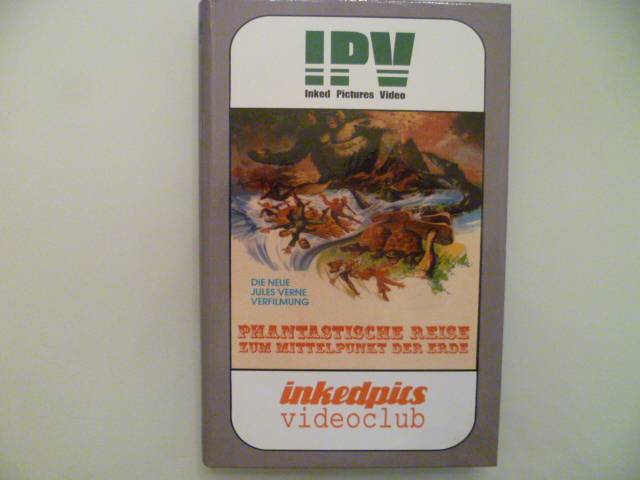 IPV
Inked Pictures Video
DIE NEUE
JULES VERNE
VERFILMUNG
PHANTASTISCHE REISE
ZUM MITTELPUNKT DER ERDE
inkedpics
videoclub